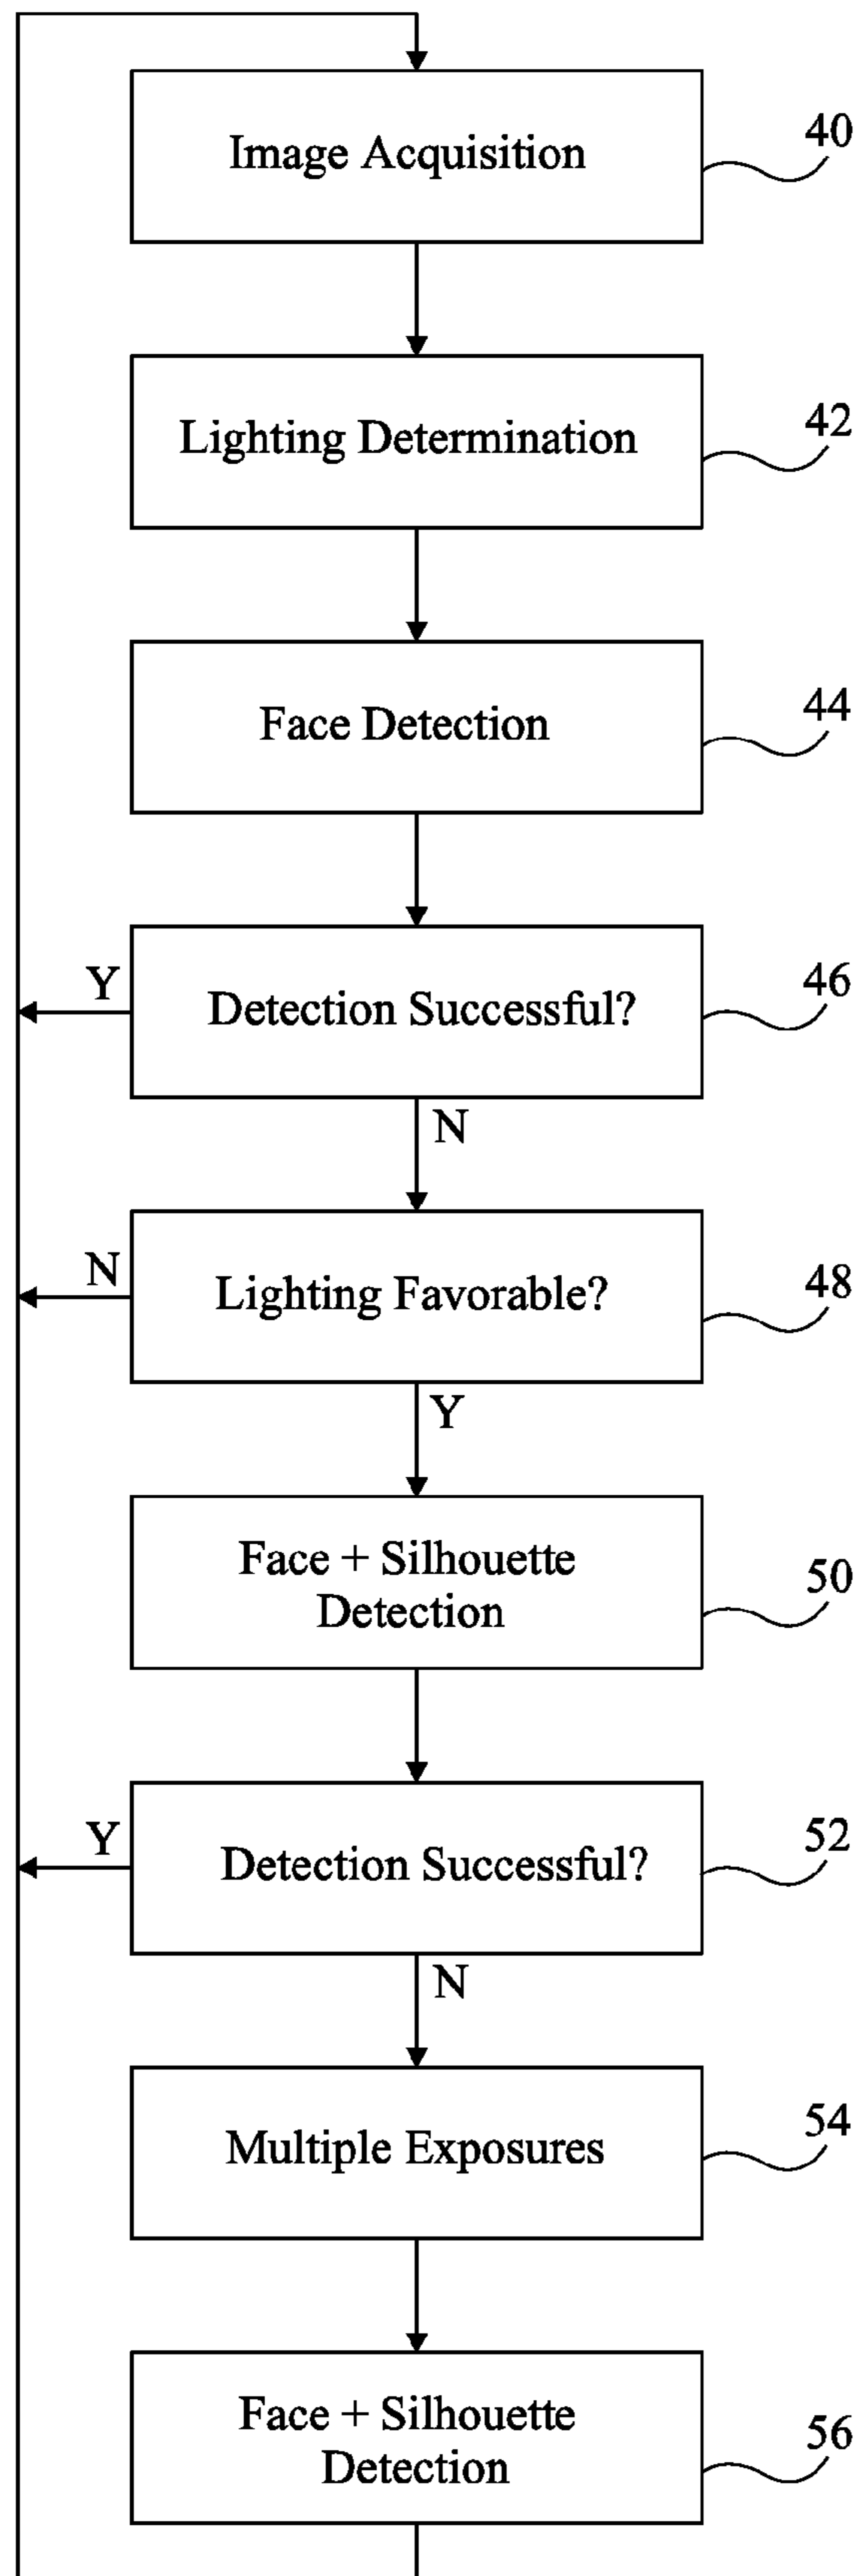 Image Acquisition
40
Lighting Determination
42
Face Detection
44
Y
Detection Successful?
46
N
N
Lighting Favorable?
48
Y
Face + Silhouette
Detection
50
Y
Detection Successful?
52
N
Multiple Exposures
54
Face + Silhouette
Detection
56